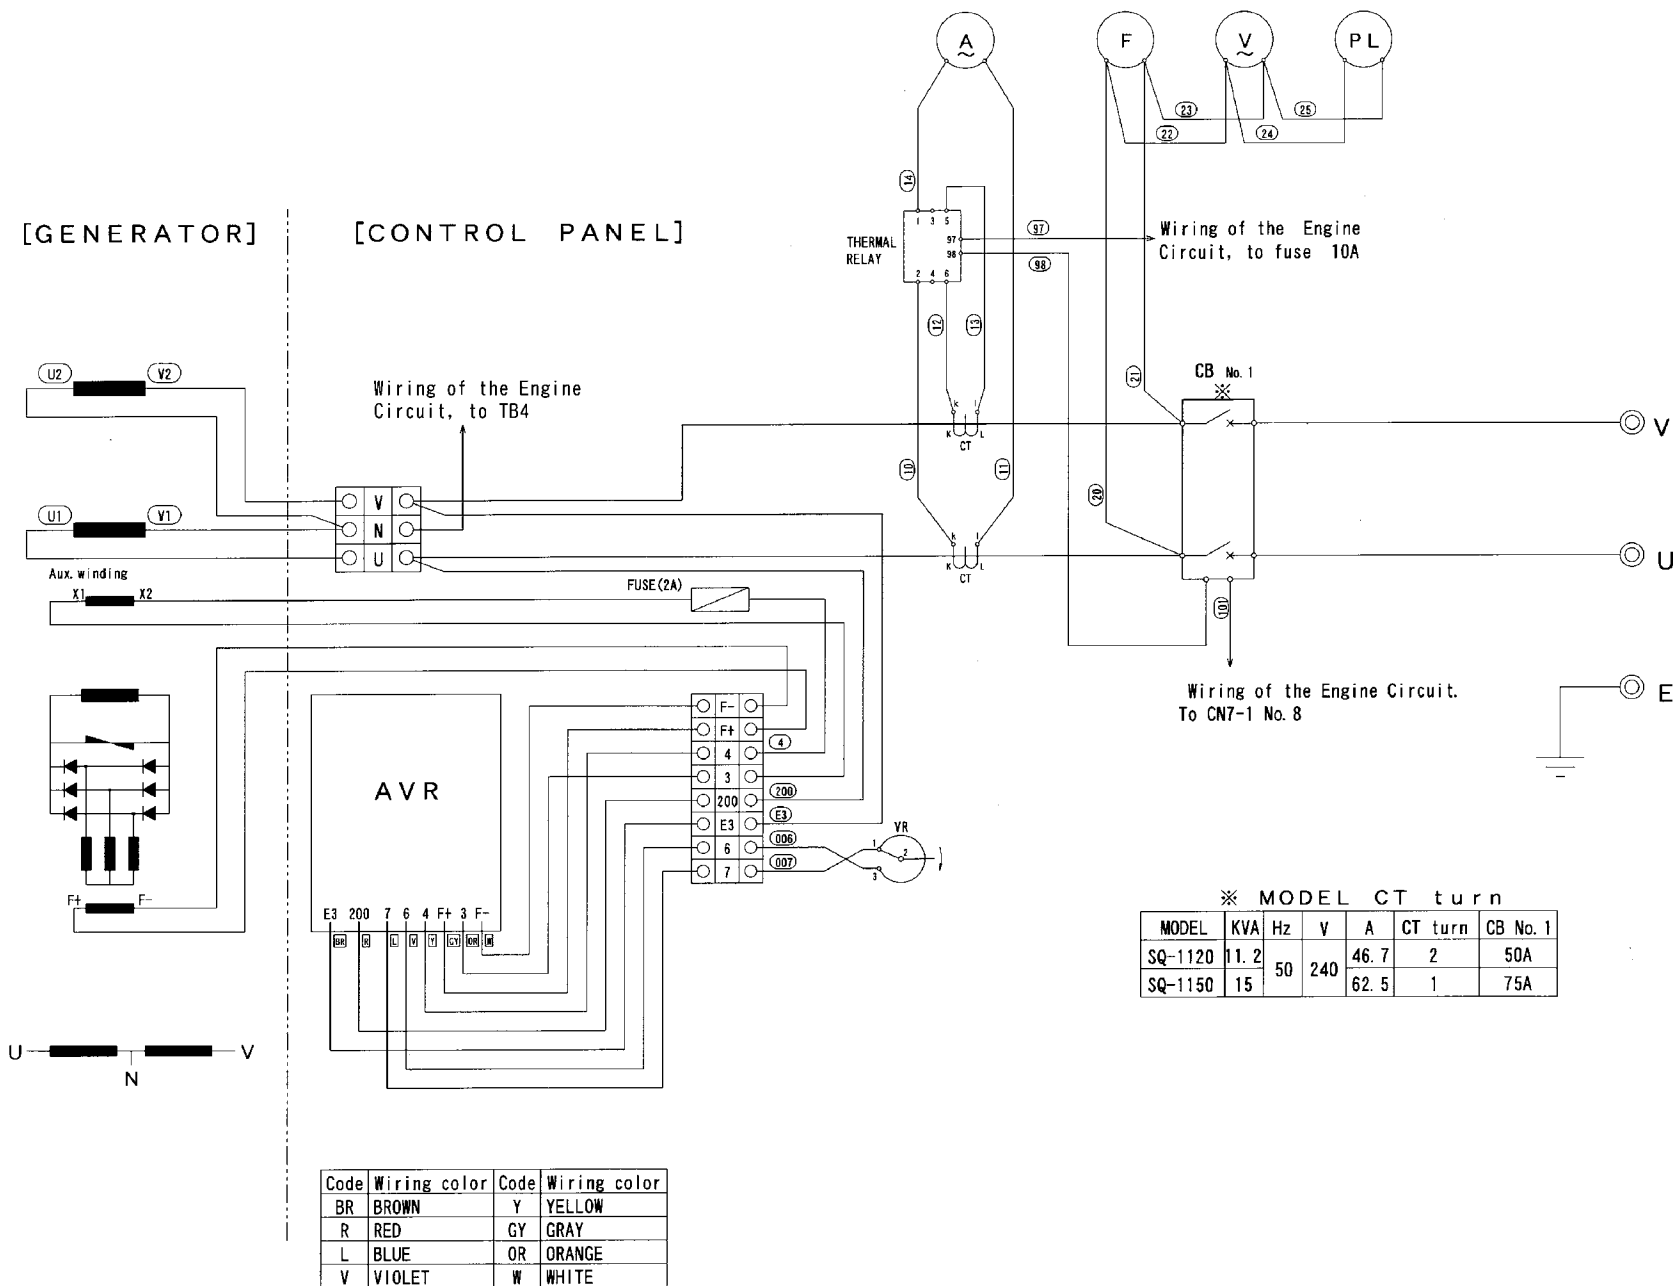 A
~
F
V
~
PL
23
25
22
24
14
[GENERATOR]
[CONTROL PANEL]
1 3 5
THERMAL
RELAY
97
98
2 4 6
97
98
Wiring of the Engine
Circuit, to fuse 10A
12
13
U2
V2
Wiring of the Engine
Circuit, to TB4
21
CB No. 1
※
k l
K L
CT
V
10
11
20
U1
V1
V
N
U
k l
K L
CT
U
Aux. winding
X1 X2
FUSE(2A)
101
Wiring of the Engine Circuit.
To CN7-1 No. 8
E
AVR
F-
F+
4
4
3
200
200
E3
E3
6
006
7
007
VR
1
2
3
F+ F-
E3 200 7 6 4 F+ 3 F-
BR R L V Y GY OR W
※ MODEL CT turn
MODEL KVA Hz V A CT turn CB No. 1
SQ-1120 11.2 50 240 46.7 2 50A
SQ-1150 15 62.5 1 75A
U V
N
Code Wiring color Code Wiring color
BR BROWN Y YELLOW
R RED GY GRAY
L BLUE OR ORANGE
V VIOLET W WHITE